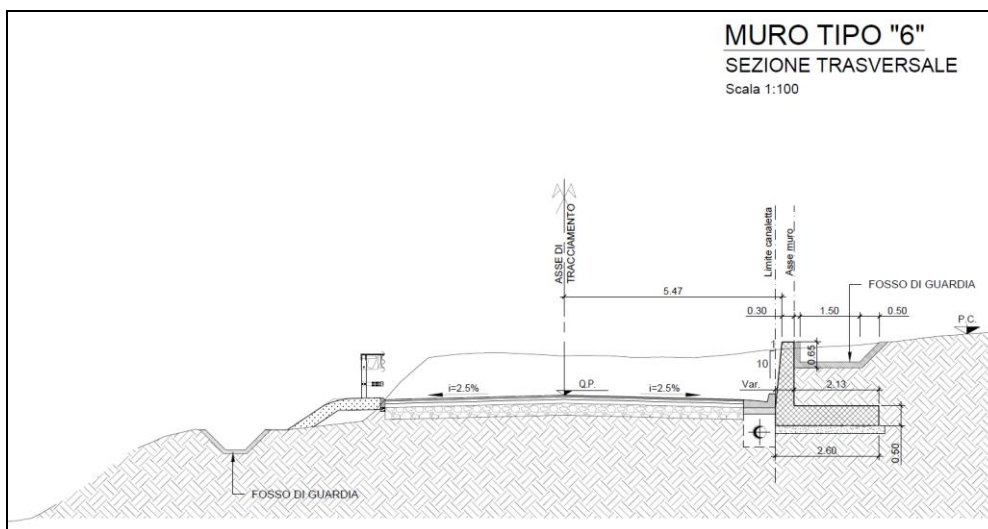 MURO TIPO "6"
SEZIONE TRASVERSALE
Scala 1:100
ASSE DI
TRACCIAMENTO
Limite canaletta
Asse muro
5.47
FOSSO DI GUARDIA
0.30
1.50
0.50
P.C.
1
10
0.65
i=2.5%
Q.P.
i=2.5%
Var.
2.13
2.60
0.50
FOSSO DI GUARDIA